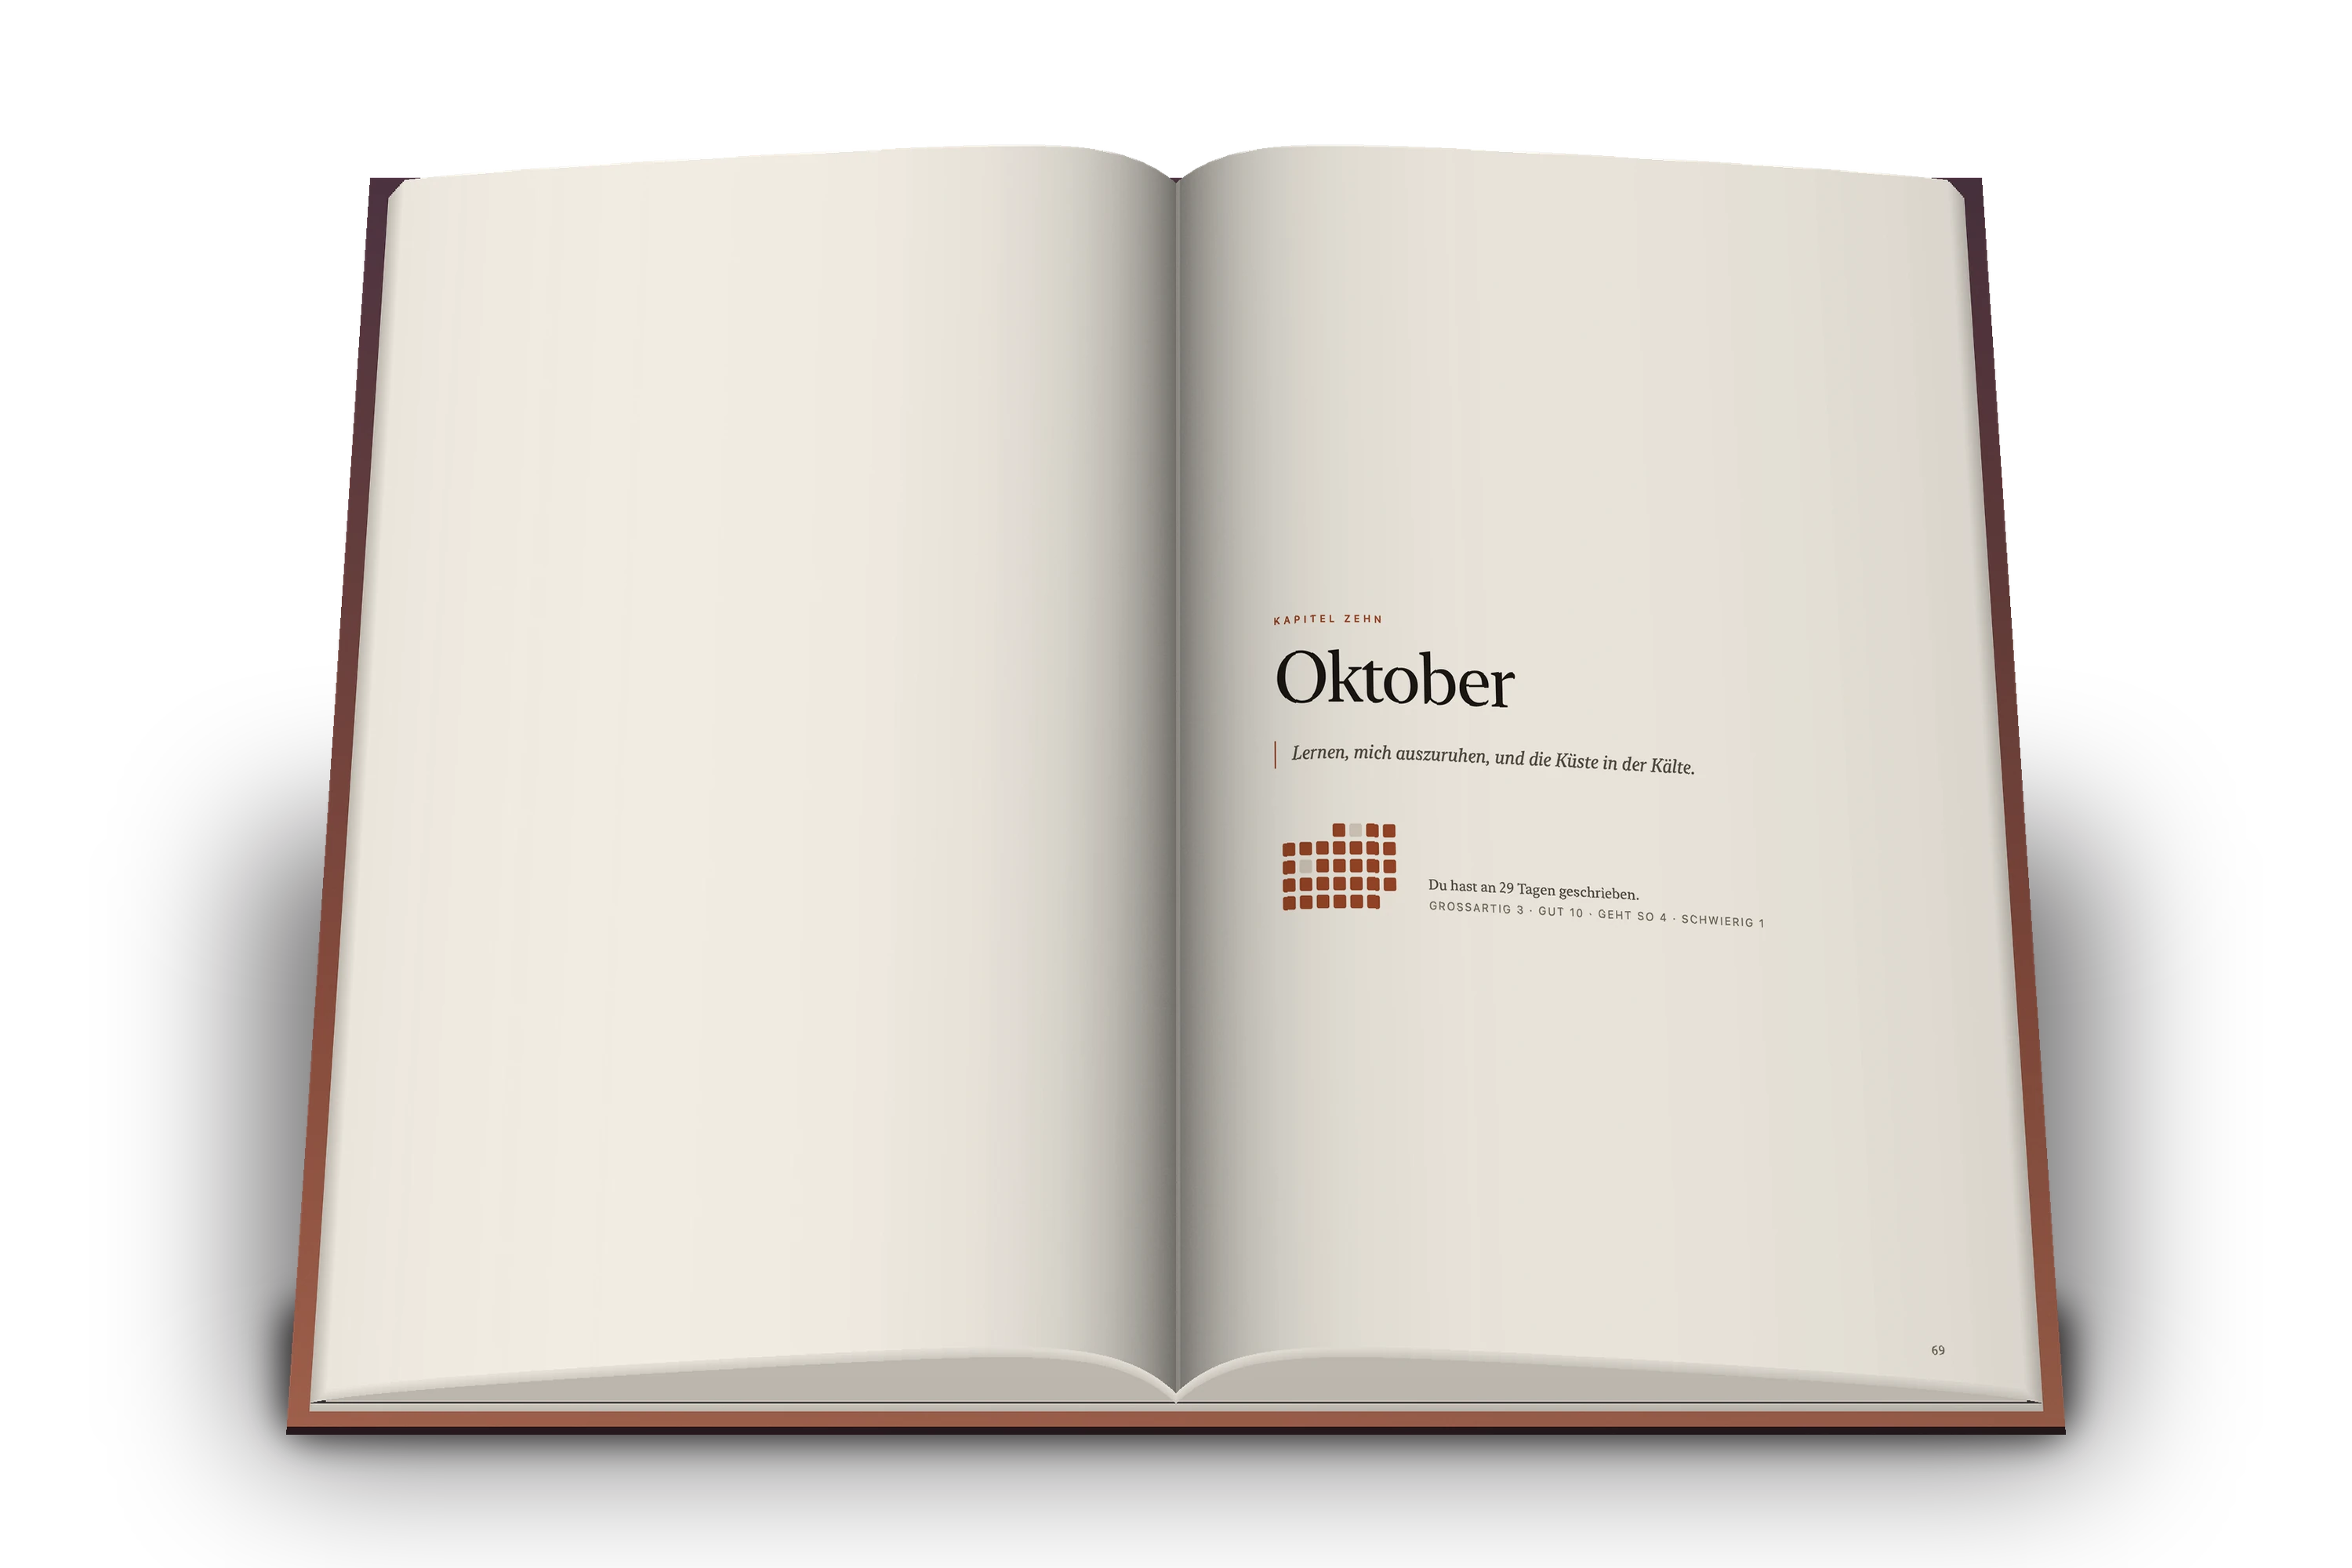 KAPITEL ZEHN
Oktober
Lernen, mich auszuruhen, und die Küste in der Kälte.
Du hast an 29 Tagen geschrieben.
GROSSARTIG 3 · GUT 10 · GEHT SO 4 · SCHWIERIG 1
69